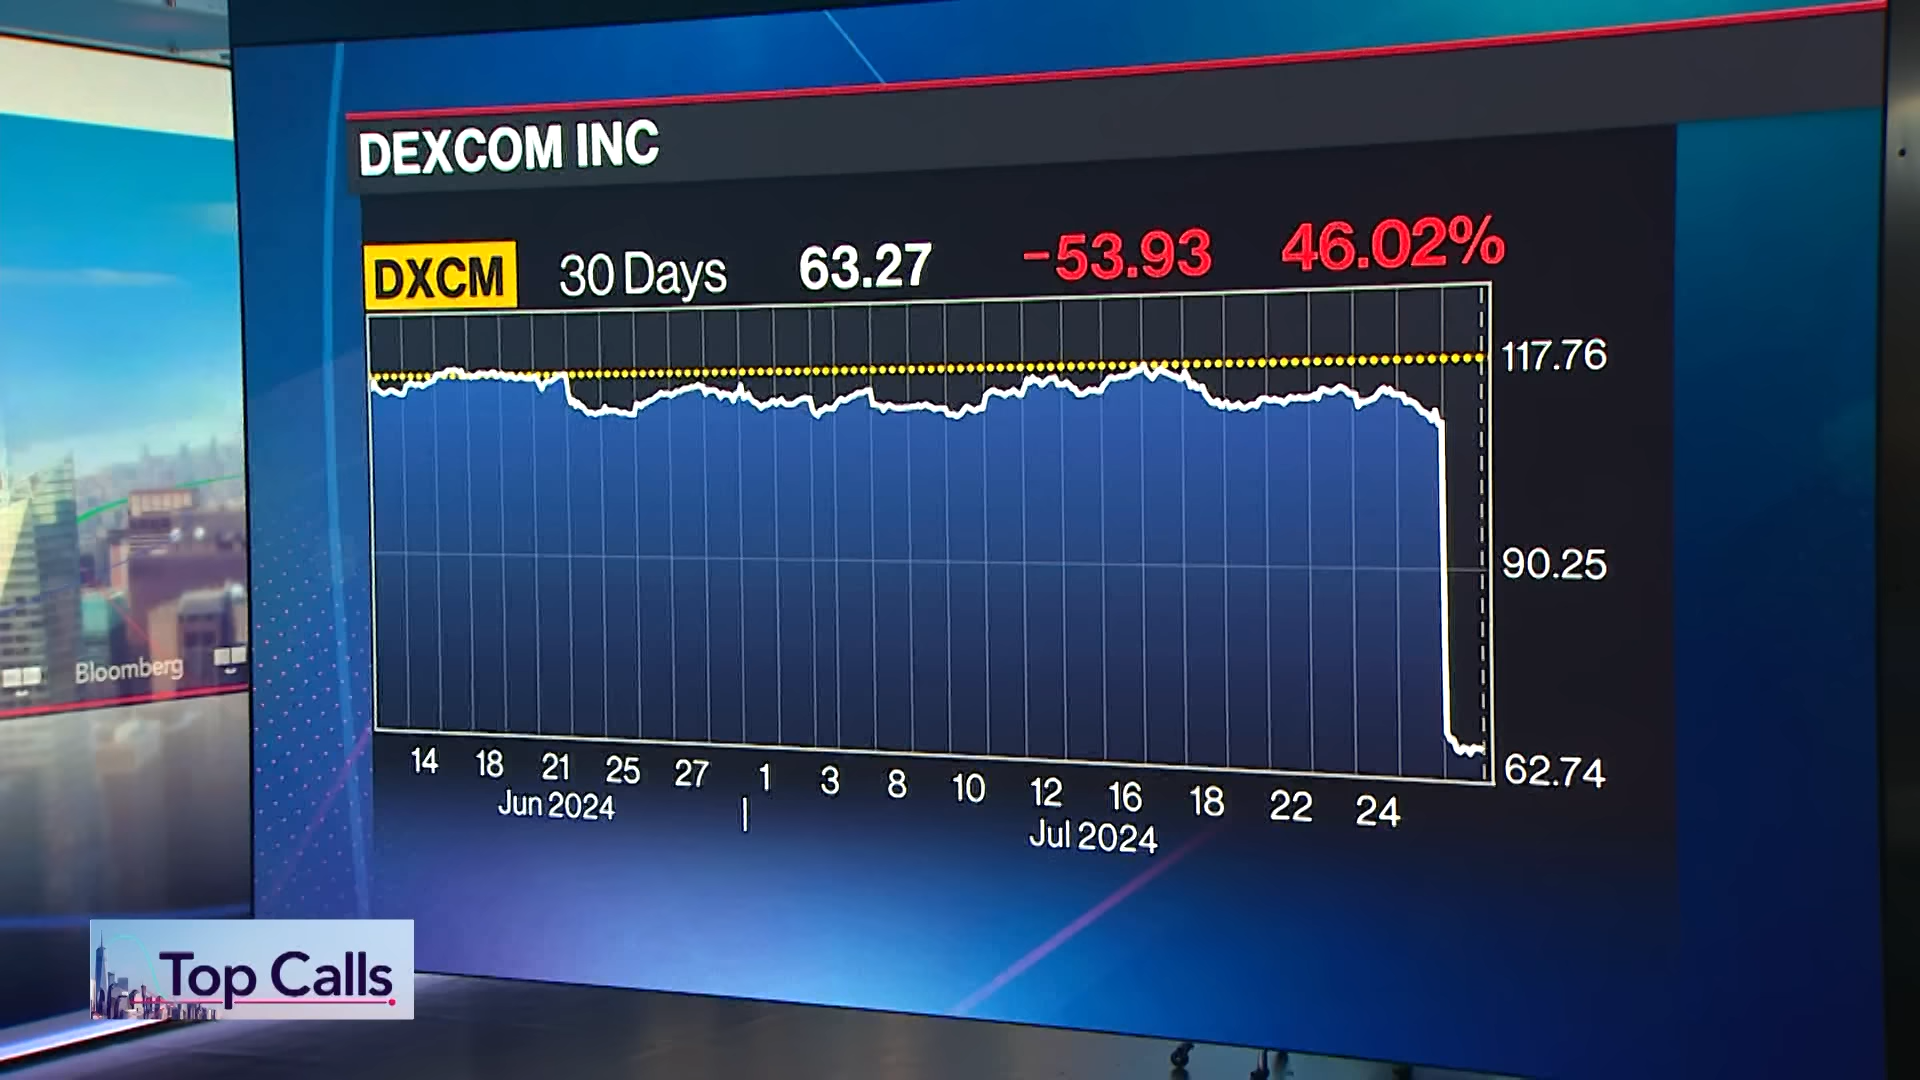 DEXCOM INC
DXCM 30 Days 63.27 -53.93 46.02%
117.76
90.25
62.74
14 18 21 25 27 1 3 8 10 12 16 18 22 24
Jun 2024 Jul 2024
Bloomberg
Top Calls